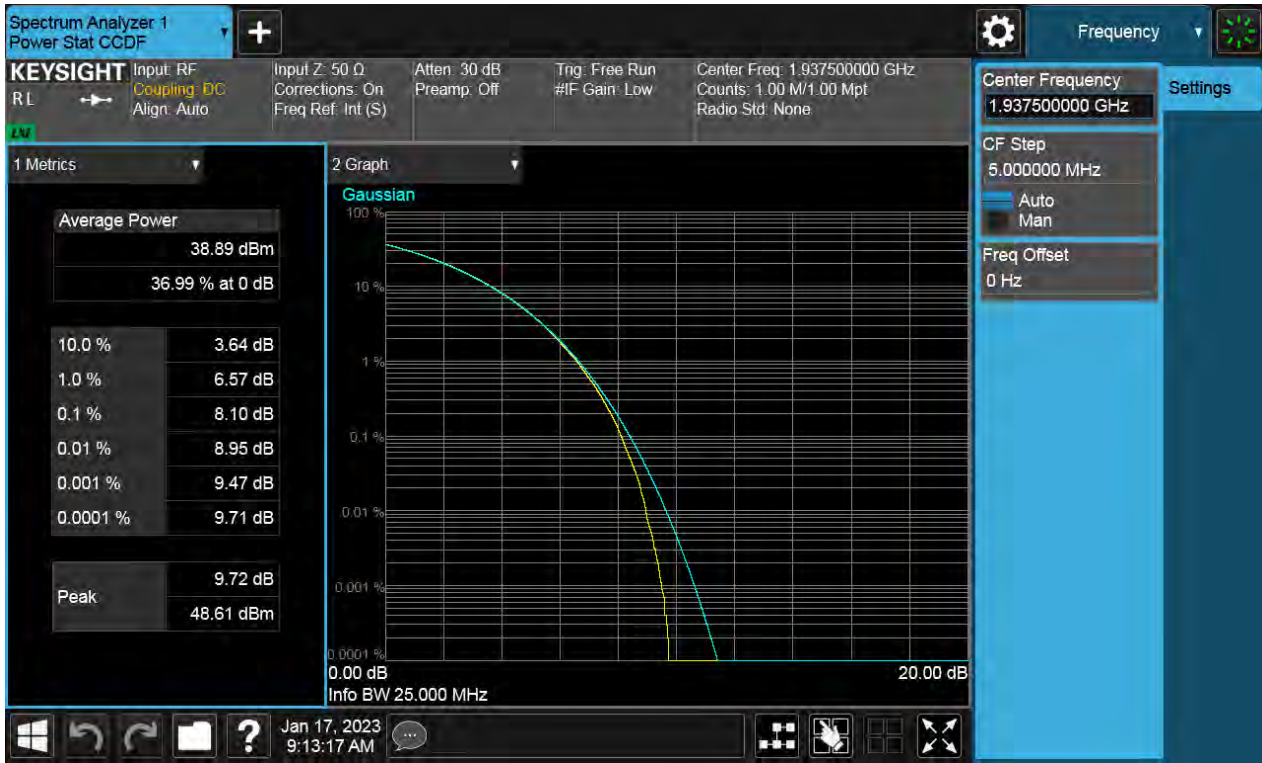 Spectrum Analyzer 1
Power Stat CCDF
Frequency
KEYSIGHT
R L
LXI
Input: RF
Coupling: DC
Align: Auto
Input Z: 50 Ω
Corrections: On
Freq Ref: Int (S)
Atten: 30 dB
Preamp: Off
Trig: Free Run
#IF Gain: Low
Center Freq: 1.937500000 GHz
Counts: 1.00 M/1.00 Mpt
Radio Std: None
Center Frequency
1.937500000 GHz
Settings
CF Step
5.000000 MHz
Auto
Man
Freq Offset
0 Hz
1 Metrics
Average Power
38.89 dBm
36.99 % at 0 dB
10.0 % 3.64 dB
1.0 % 6.57 dB
0.1 % 8.10 dB
0.01 % 8.95 dB
0.001 % 9.47 dB
0.0001 % 9.71 dB
Peak
9.72 dB
48.61 dBm
2 Graph
Gaussian
100 %
10 %
1 %
0.1 %
0.01 %
0.001 %
0.0001 %
0.00 dB 20.00 dB
Info BW 25.000 MHz
?
Jan 17, 2023
9:13:17 AM